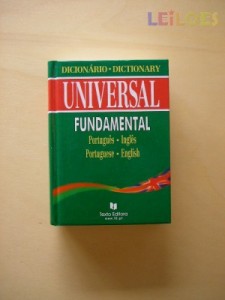 LEiLOES
DICIONÁRIO • DICTIONARY
UNIVERSAL
FUNDAMENTAL
Português • Inglês
Portuguese • English
Texto Editora